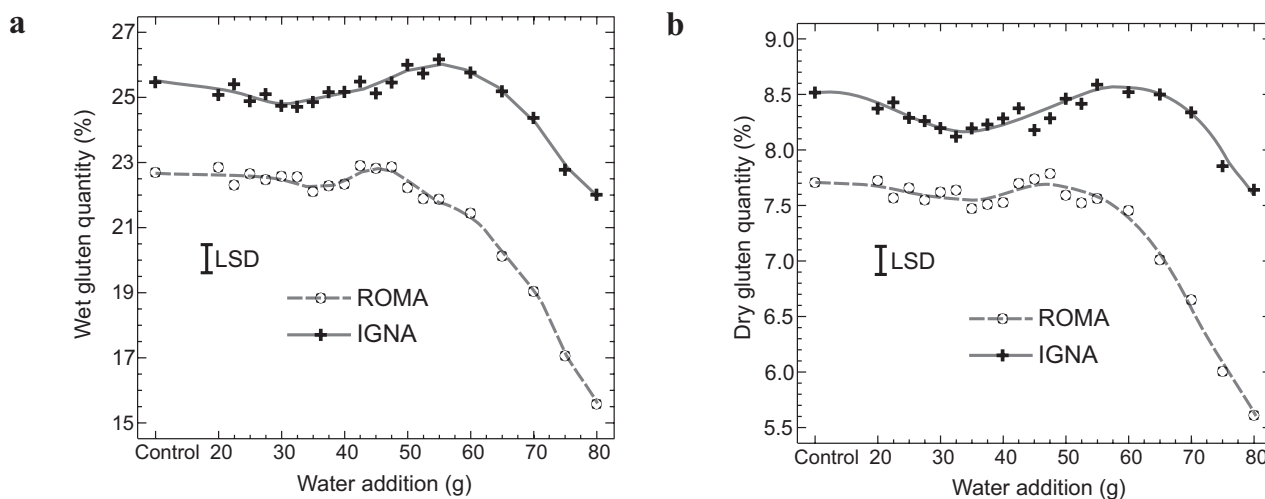 a
Wet gluten quantity (%)
27
25
23
21
19
17
15
LSD
ROMA
IGNA
Control 20 30 40 50 60 70 80
Water addition (g)
b
Dry gluten quantity (%)
9.0
8.5
8.0
7.5
7.0
6.5
6.0
5.5
LSD
ROMA
IGNA
Control 20 30 40 50 60 70 80
Water addition (g)